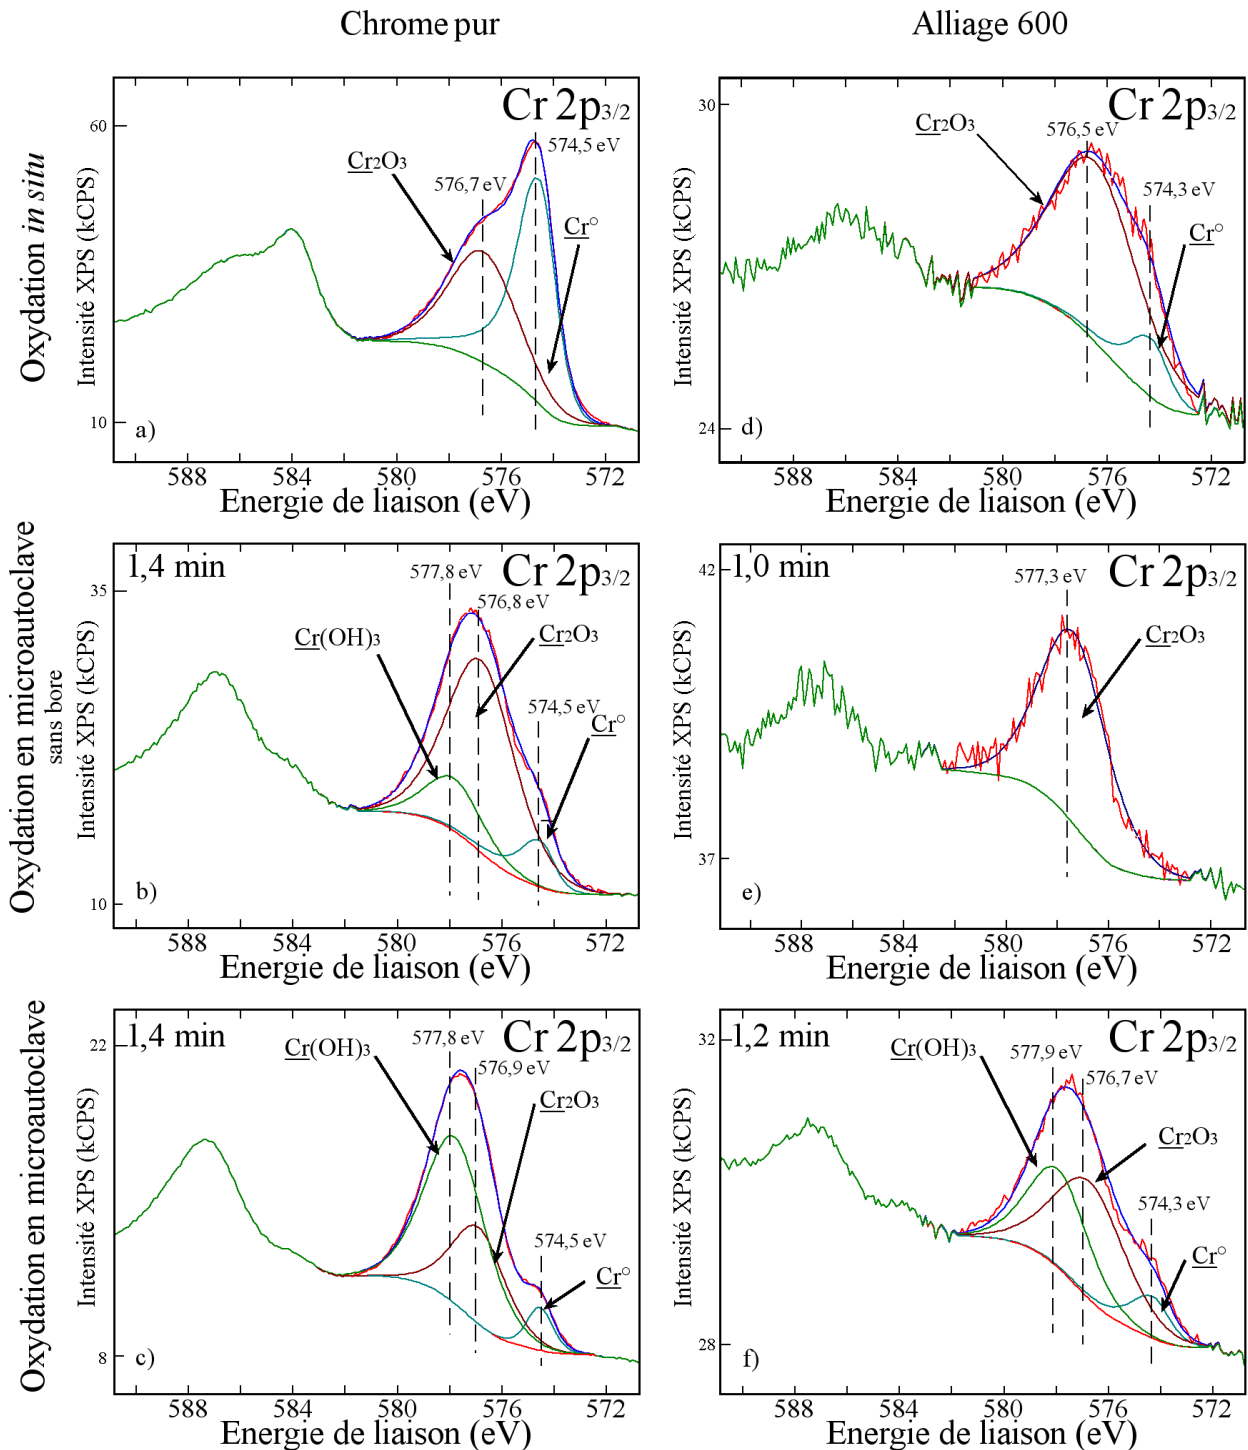 Chrome pur
Alliage 600
Oxydation in situ
Intensité XPS (kCPS)
60
10
Cr 2p3/2
574,5 eV
576,7 eV
Cr2O3
Cr°
a)
588 584 580 576 572
Energie de liaison (eV)
Intensité XPS (kCPS)
30
24
Cr 2p3/2
576,5 eV
574,3 eV
Cr2O3
Cr°
d)
588 584 580 576 572
Energie de liaison (eV)
Oxydation en microautoclave
sans bore
Intensité XPS (kCPS)
35
10
1,4 min
Cr 2p3/2
577,8 eV
576,8 eV
574,5 eV
Cr(OH)3
Cr2O3
Cr°
b)
588 584 580 576 572
Energie de liaison (eV)
Intensité XPS (kCPS)
42
37
1,0 min
Cr 2p3/2
577,3 eV
Cr2O3
e)
588 584 580 576 572
Energie de liaison (eV)
Oxydation en microautoclave
Intensité XPS (kCPS)
22
8
1,4 min
Cr 2p3/2
577,8 eV
576,9 eV
574,5 eV
Cr(OH)3
Cr2O3
Cr°
c)
588 584 580 576 572
Energie de liaison (eV)
Intensité XPS (kCPS)
32
28
1,2 min
Cr 2p3/2
577,9 eV
576,7 eV
574,3 eV
Cr(OH)3
Cr2O3
Cr°
f)
588 584 580 576 572
Energie de liaison (eV)